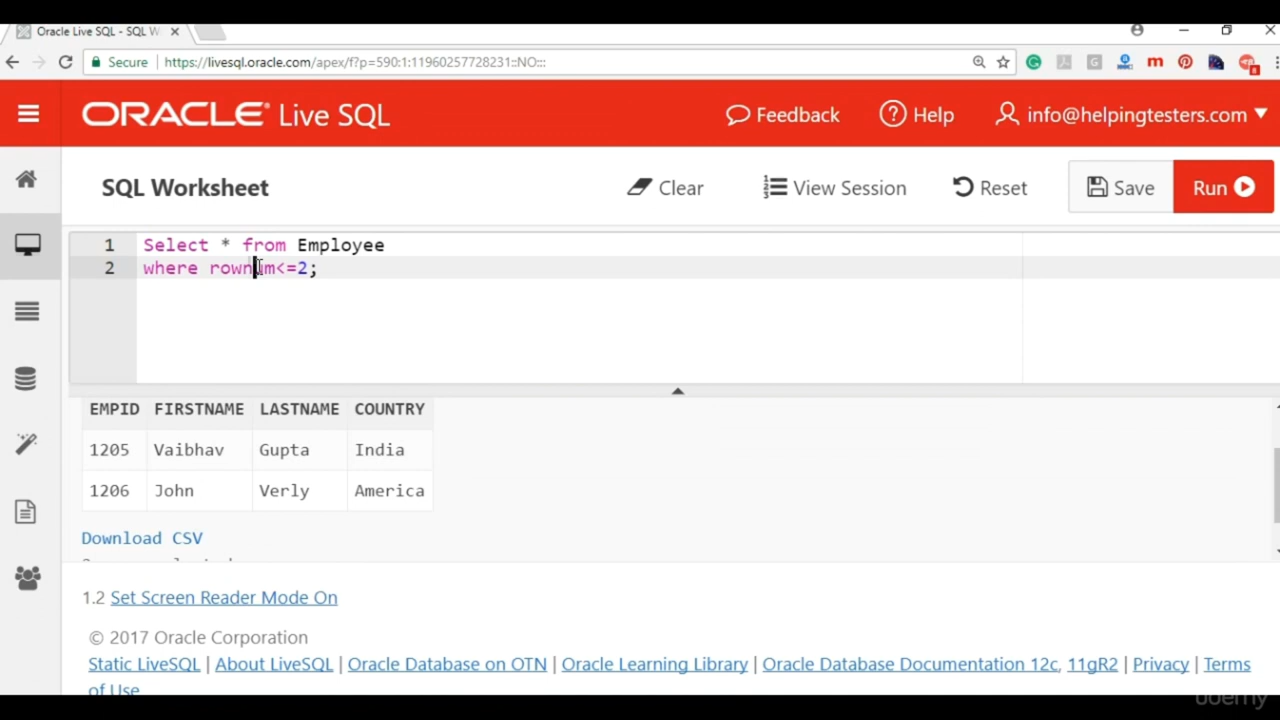 Oracle Live SQL - SQL W
Secure | https://livesql.oracle.com/apex/f?p=590:1:11960257728231::NO:::
ORACLE Live SQL
Feedback
Help
info@helpingtesters.com
SQL Worksheet
Clear
View Session
Reset
Save
Run
1 Select * from Employee
2 where rownum<=2;
EMPID FIRSTNAME LASTNAME COUNTRY
1205 Vaibhav Gupta India
1206 John Verly America
Download CSV
1.2 Set Screen Reader Mode On
© 2017 Oracle Corporation
Static LiveSQL | About LiveSQL | Oracle Database on OTN | Oracle Learning Library | Oracle Database Documentation 12c, 11gR2 | Privacy | Terms
of Use
udemy